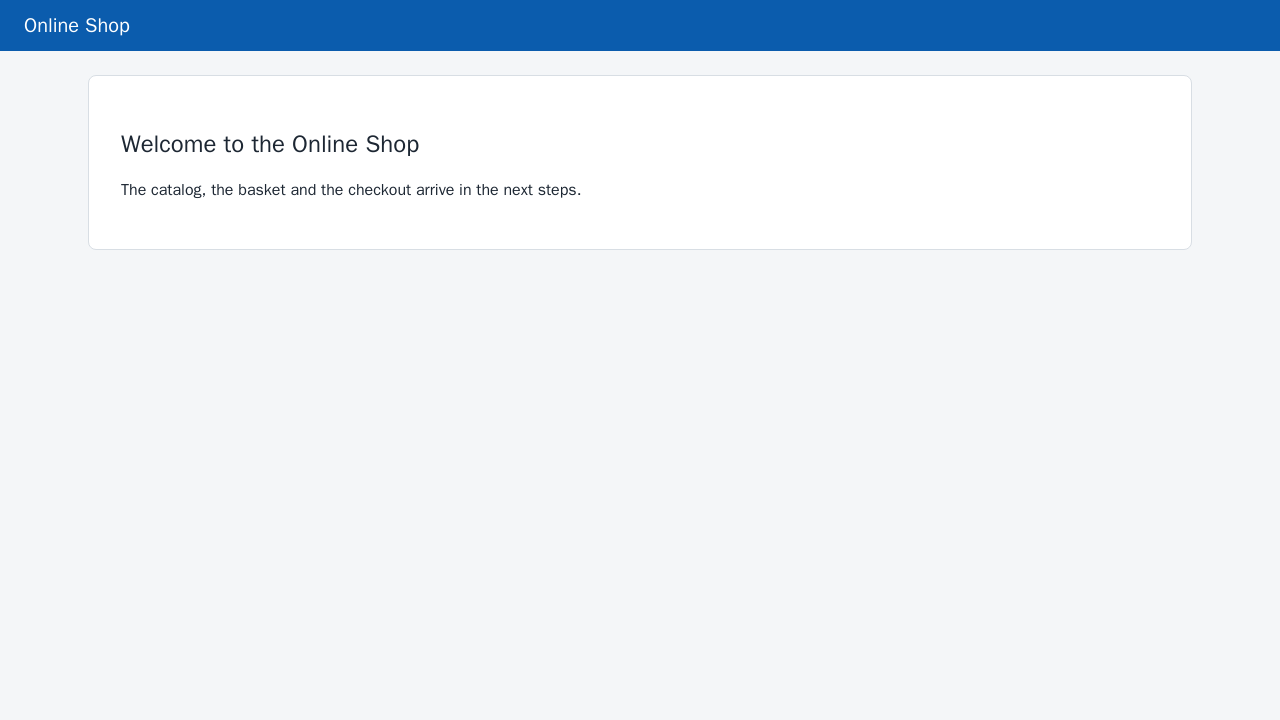 Online Shop
Welcome to the Online Shop
The catalog, the basket and the checkout arrive in the next steps.